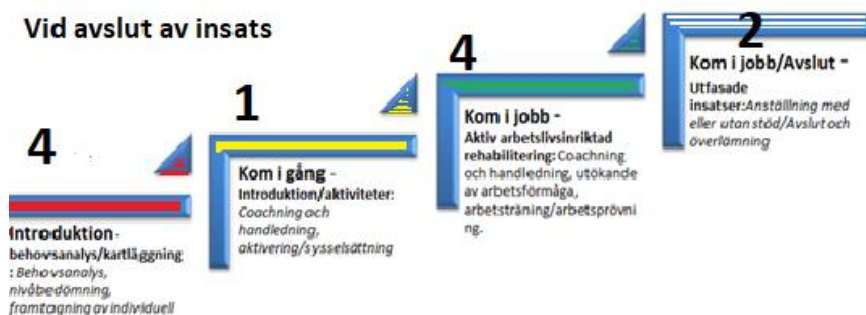 Vid avslut av insats
4
Introduktion -
behovsanalys/kartläggning
: Behovsanalys,
nivåbedömning,
framtagning av individuell
1
Kom i gång -
Introduktion/aktiviteter:
Coachning och
handledning,
aktivering/sysselsättning
4
Kom i jobb -
Aktiv arbetslivsinriktad
rehabilitering: Coachning
och handledning, utökande
av arbetsförmåga,
arbetsträning/arbetsprövni
ng.
2
Kom i jobb/Avslut -
Utfasade
insatser:Anställning med
eller utan stöd/Avslut och
överlämning